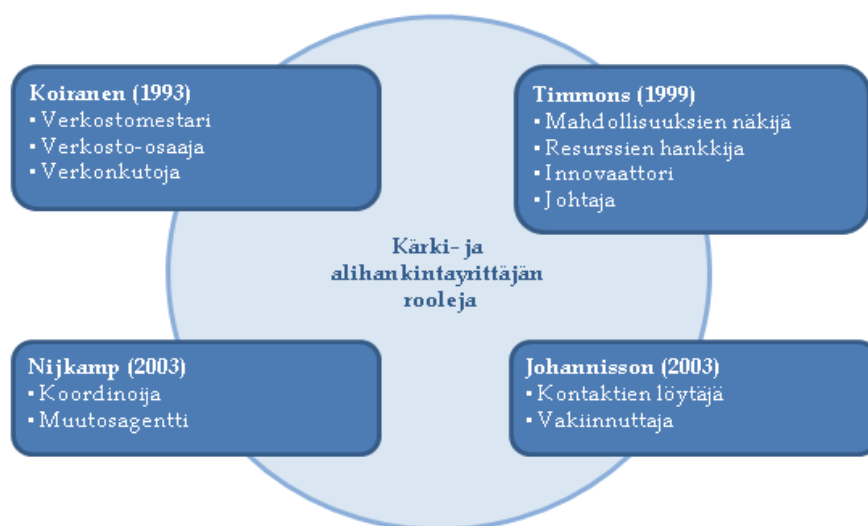 Koiranen (1993)
▪ Verkostomestari
▪ Verkosto-osaaja
▪ Verkonkutoja
Timmons (1999)
▪ Mahdollisuuksien näkijä
▪ Resurssien hankkija
▪ Innovaattori
▪ Johtaja
Kärki- ja
alihankintayrittäjän
rooleja
Nijkamp (2003)
▪ Koordinoija
▪ Muutosagentti
Johannisson (2003)
▪ Kontaktien löytäjä
▪ Vakiinnuttaja